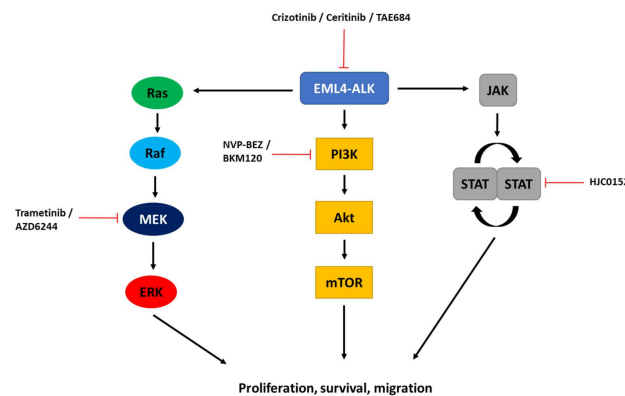 Crizotinib / Ceritinib / TAE684
Ras
EML4-ALK
JAK
NVP-BEZ /
BKM120
Raf
PI3K
STAT STAT
HJC0152
Trametinib /
AZD6244
MEK
Akt
ERK
mTOR
Proliferation, survival, migration